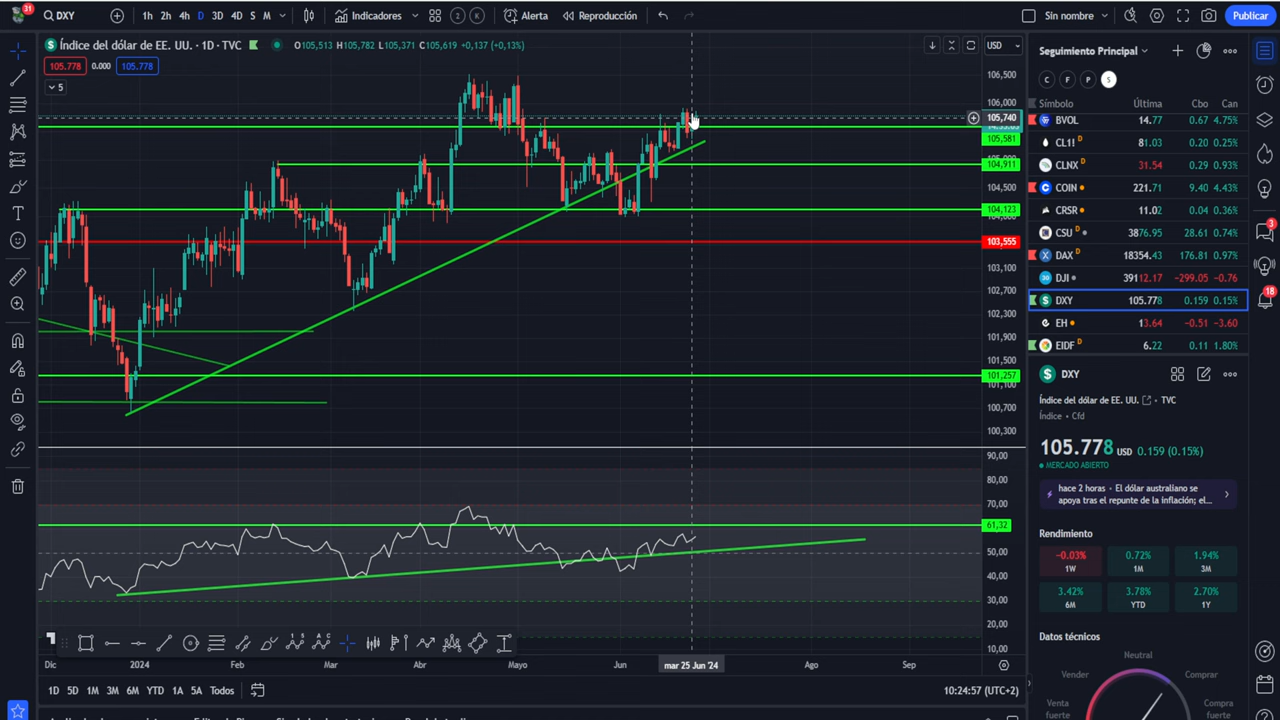 31
DXY
1h 2h 4h D 3D 4D S M
Indicadores
2 K
Alerta
Reproducción
Sin nombre
Publicar
Índice del dólar de EE. UU. · 1D · TVC
O105,513 H105,782 L105,371 C105,619 +0,137 (+0,13%)
105.778 0.000 105.778
5
USD
106,500
106,000
105,740
105,581
104,911
104,500
104,123
103,555
103,100
102,700
102,300
101,900
101,500
101,257
101,100
100,700
100,300
90,00
80,00
70,00
61,32
50,00
40,00
30,00
20,00
10,00
Dic 2024 Feb Mar Abr Mayo Jun mar 25 Jun '24 Ago Sep
1D 5D 1M 3M 6M YTD 1A 5A Todos
10:24:57 (UTC+2)
Seguimiento Principal
C F P S
Símbolo Última Cbo Can
BVOL 14.77 0.67 4.75%
CL1! D 81.03 0.20 0.25%
CLNX D 31.54 0.29 0.93%
COIN 221.71 9.40 4.43%
CRSR 11.02 0.04 0.36%
CSU D 3876.95 28.61 0.74%
DAX D 18354.43 176.81 0.97%
DJI 39112.17 −299.05 −0.76
DXY 105.778 0.159 0.15%
EH 13.64 −0.51 −3.60
EIDF D 6.22 0.11 1.80%
3
18
DXY
Índice del dólar de EE. UU. · TVC
Índice · Cfd
105.778 USD 0.159 (0.15%)
MERCADO ABIERTO
hace 2 horas · El dólar australiano se
apoya tras el repunte de la inflación; el...
Rendimiento
−0.03% 0.72% 1.94%
1W 1M 3M
3.42% 3.78% 2.70%
6M YTD 1Y
Datos técnicos
Neutral
Vender Comprar
Venta
fuerte
Compra
fuerte